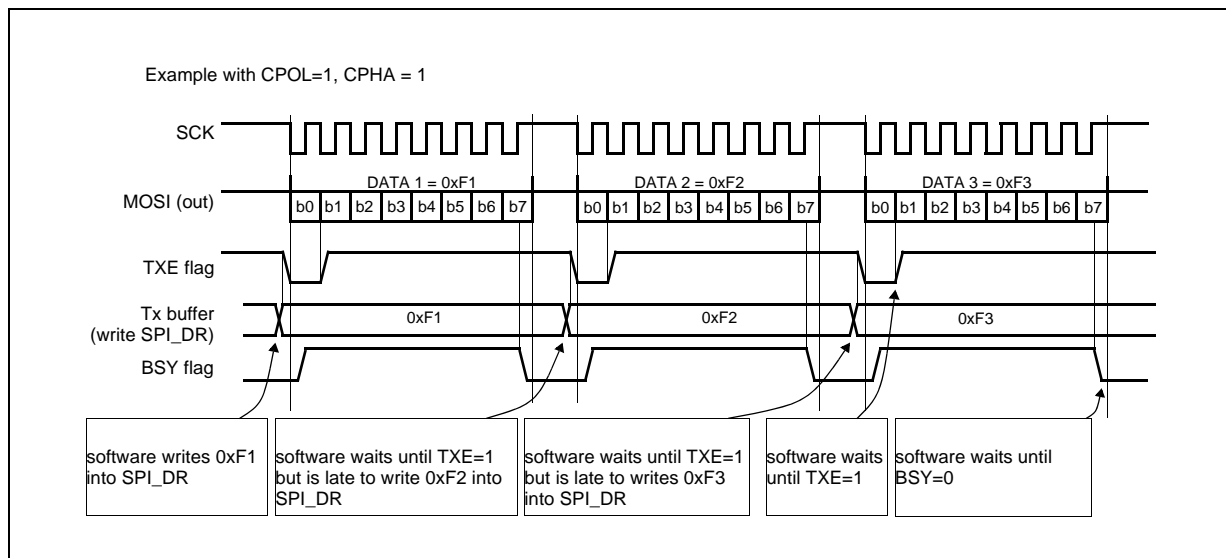 Example with CPOL=1, CPHA = 1
SCK
DATA 1 = 0xF1
DATA 2 = 0xF2
DATA 3 = 0xF3
MOSI (out)
b0 b1 b2 b3 b4 b5 b6 b7
b0 b1 b2 b3 b4 b5 b6 b7
b0 b1 b2 b3 b4 b5 b6 b7
TXE flag
Tx buffer
(write SPI_DR)
0xF1
0xF2
0xF3
BSY flag
software writes 0xF1
into SPI_DR
software waits until TXE=1
but is late to write 0xF2 into
SPI_DR
software waits until TXE=1
but is late to writes 0xF3
into SPI_DR
software waits
until TXE=1
software waits until
BSY=0